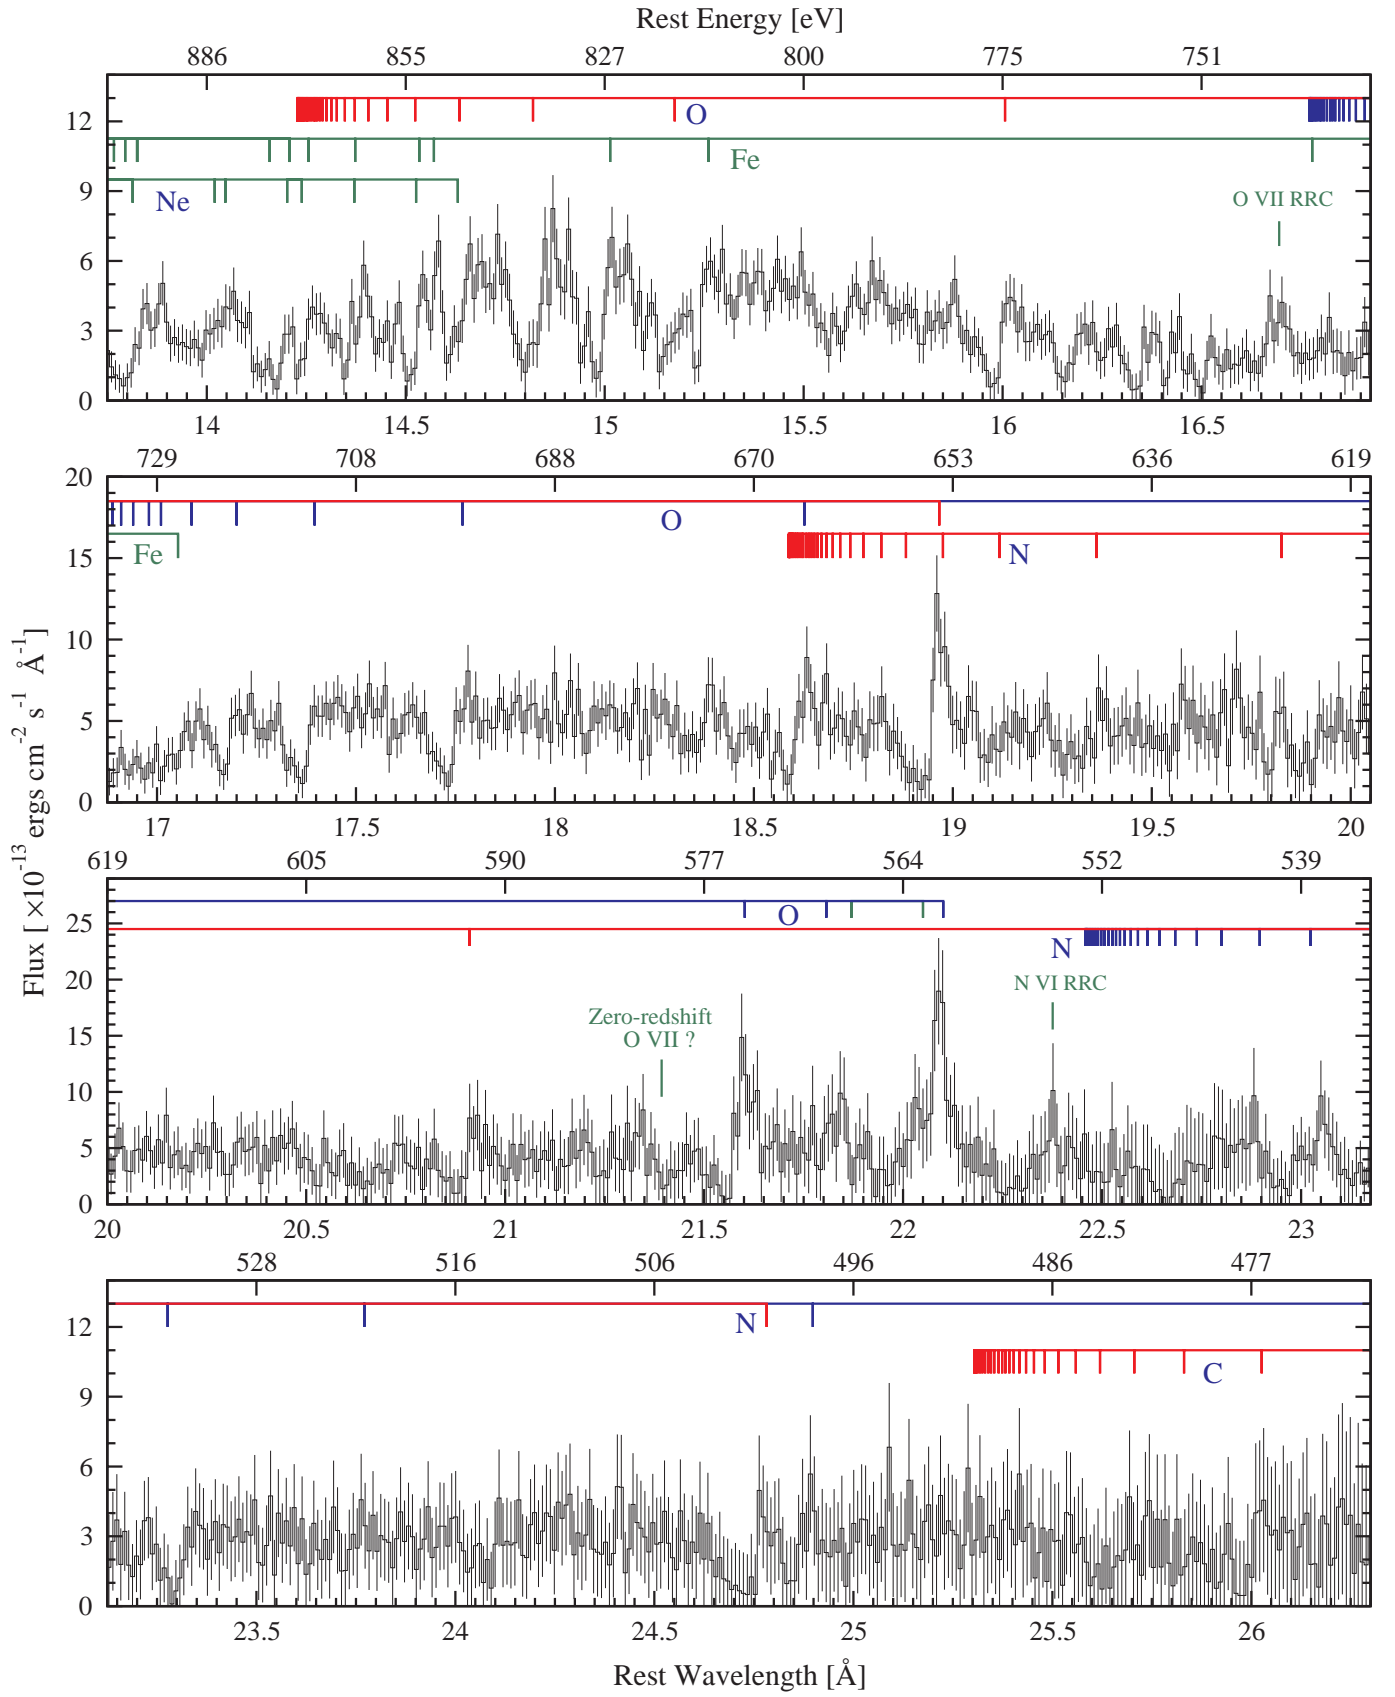 Rest Energy [eV]
886 855 827 800 775 751
12
9
6
3
0
O
Fe
Ne
O VII RRC
14 14.5 15 15.5 16 16.5
729 708 688 670 653 636 619
20
15
10
5
0
O
Fe
N
17 17.5 18 18.5 19 19.5 20
Flux [ ×10⁻¹³ ergs cm⁻² s⁻¹ Å⁻¹]
619 605 590 577 564 552 539
25
20
15
10
5
0
O
N
N VI RRC
Zero-redshift
O VII ?
20 20.5 21 21.5 22 22.5 23
528 516 506 496 486 477
12
9
6
3
0
N
C
23.5 24 24.5 25 25.5 26
Rest Wavelength [Å]